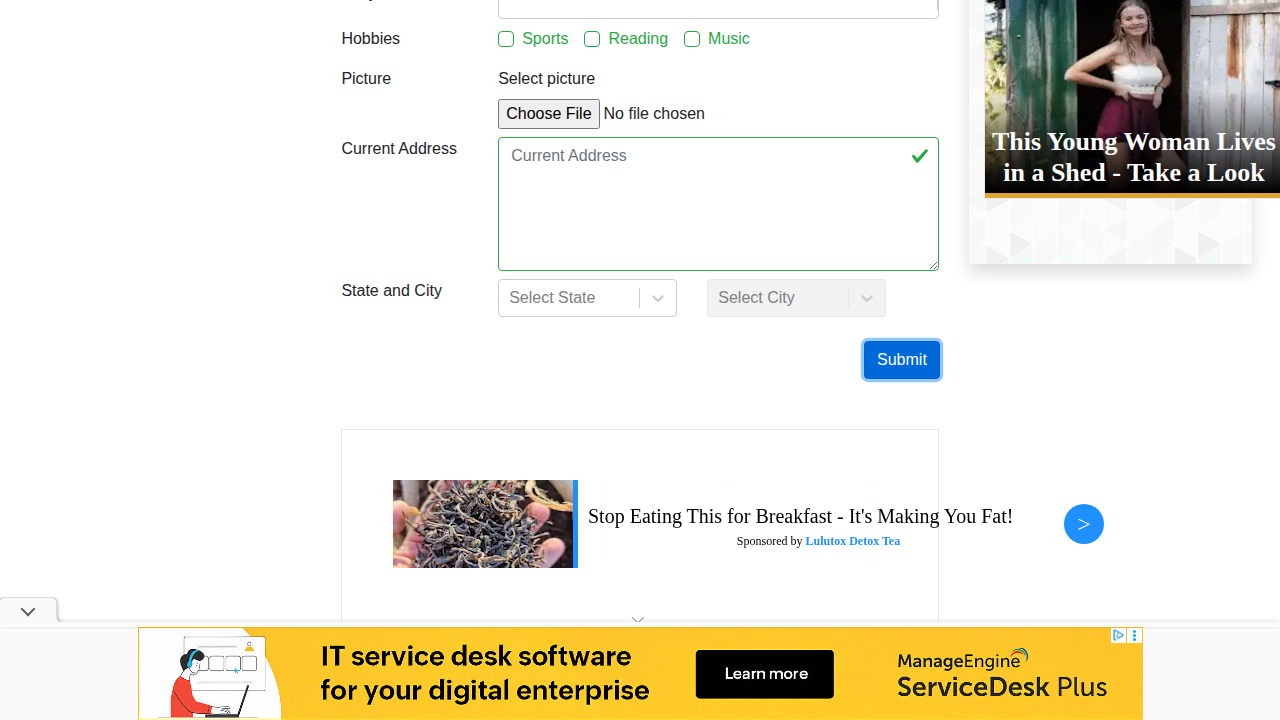 Hobbies
Sports
Reading
Music
Picture
Select picture
Choose File No file chosen
Current Address
Current Address
State and City
Select State
Select City
Submit
This Young Woman Lives
in a Shed - Take a Look
Stop Eating This for Breakfast - It's Making You Fat!
Sponsored by Lulutox Detox Tea
>
IT service desk software
for your digital enterprise
Learn more
ManageEngine
ServiceDesk Plus